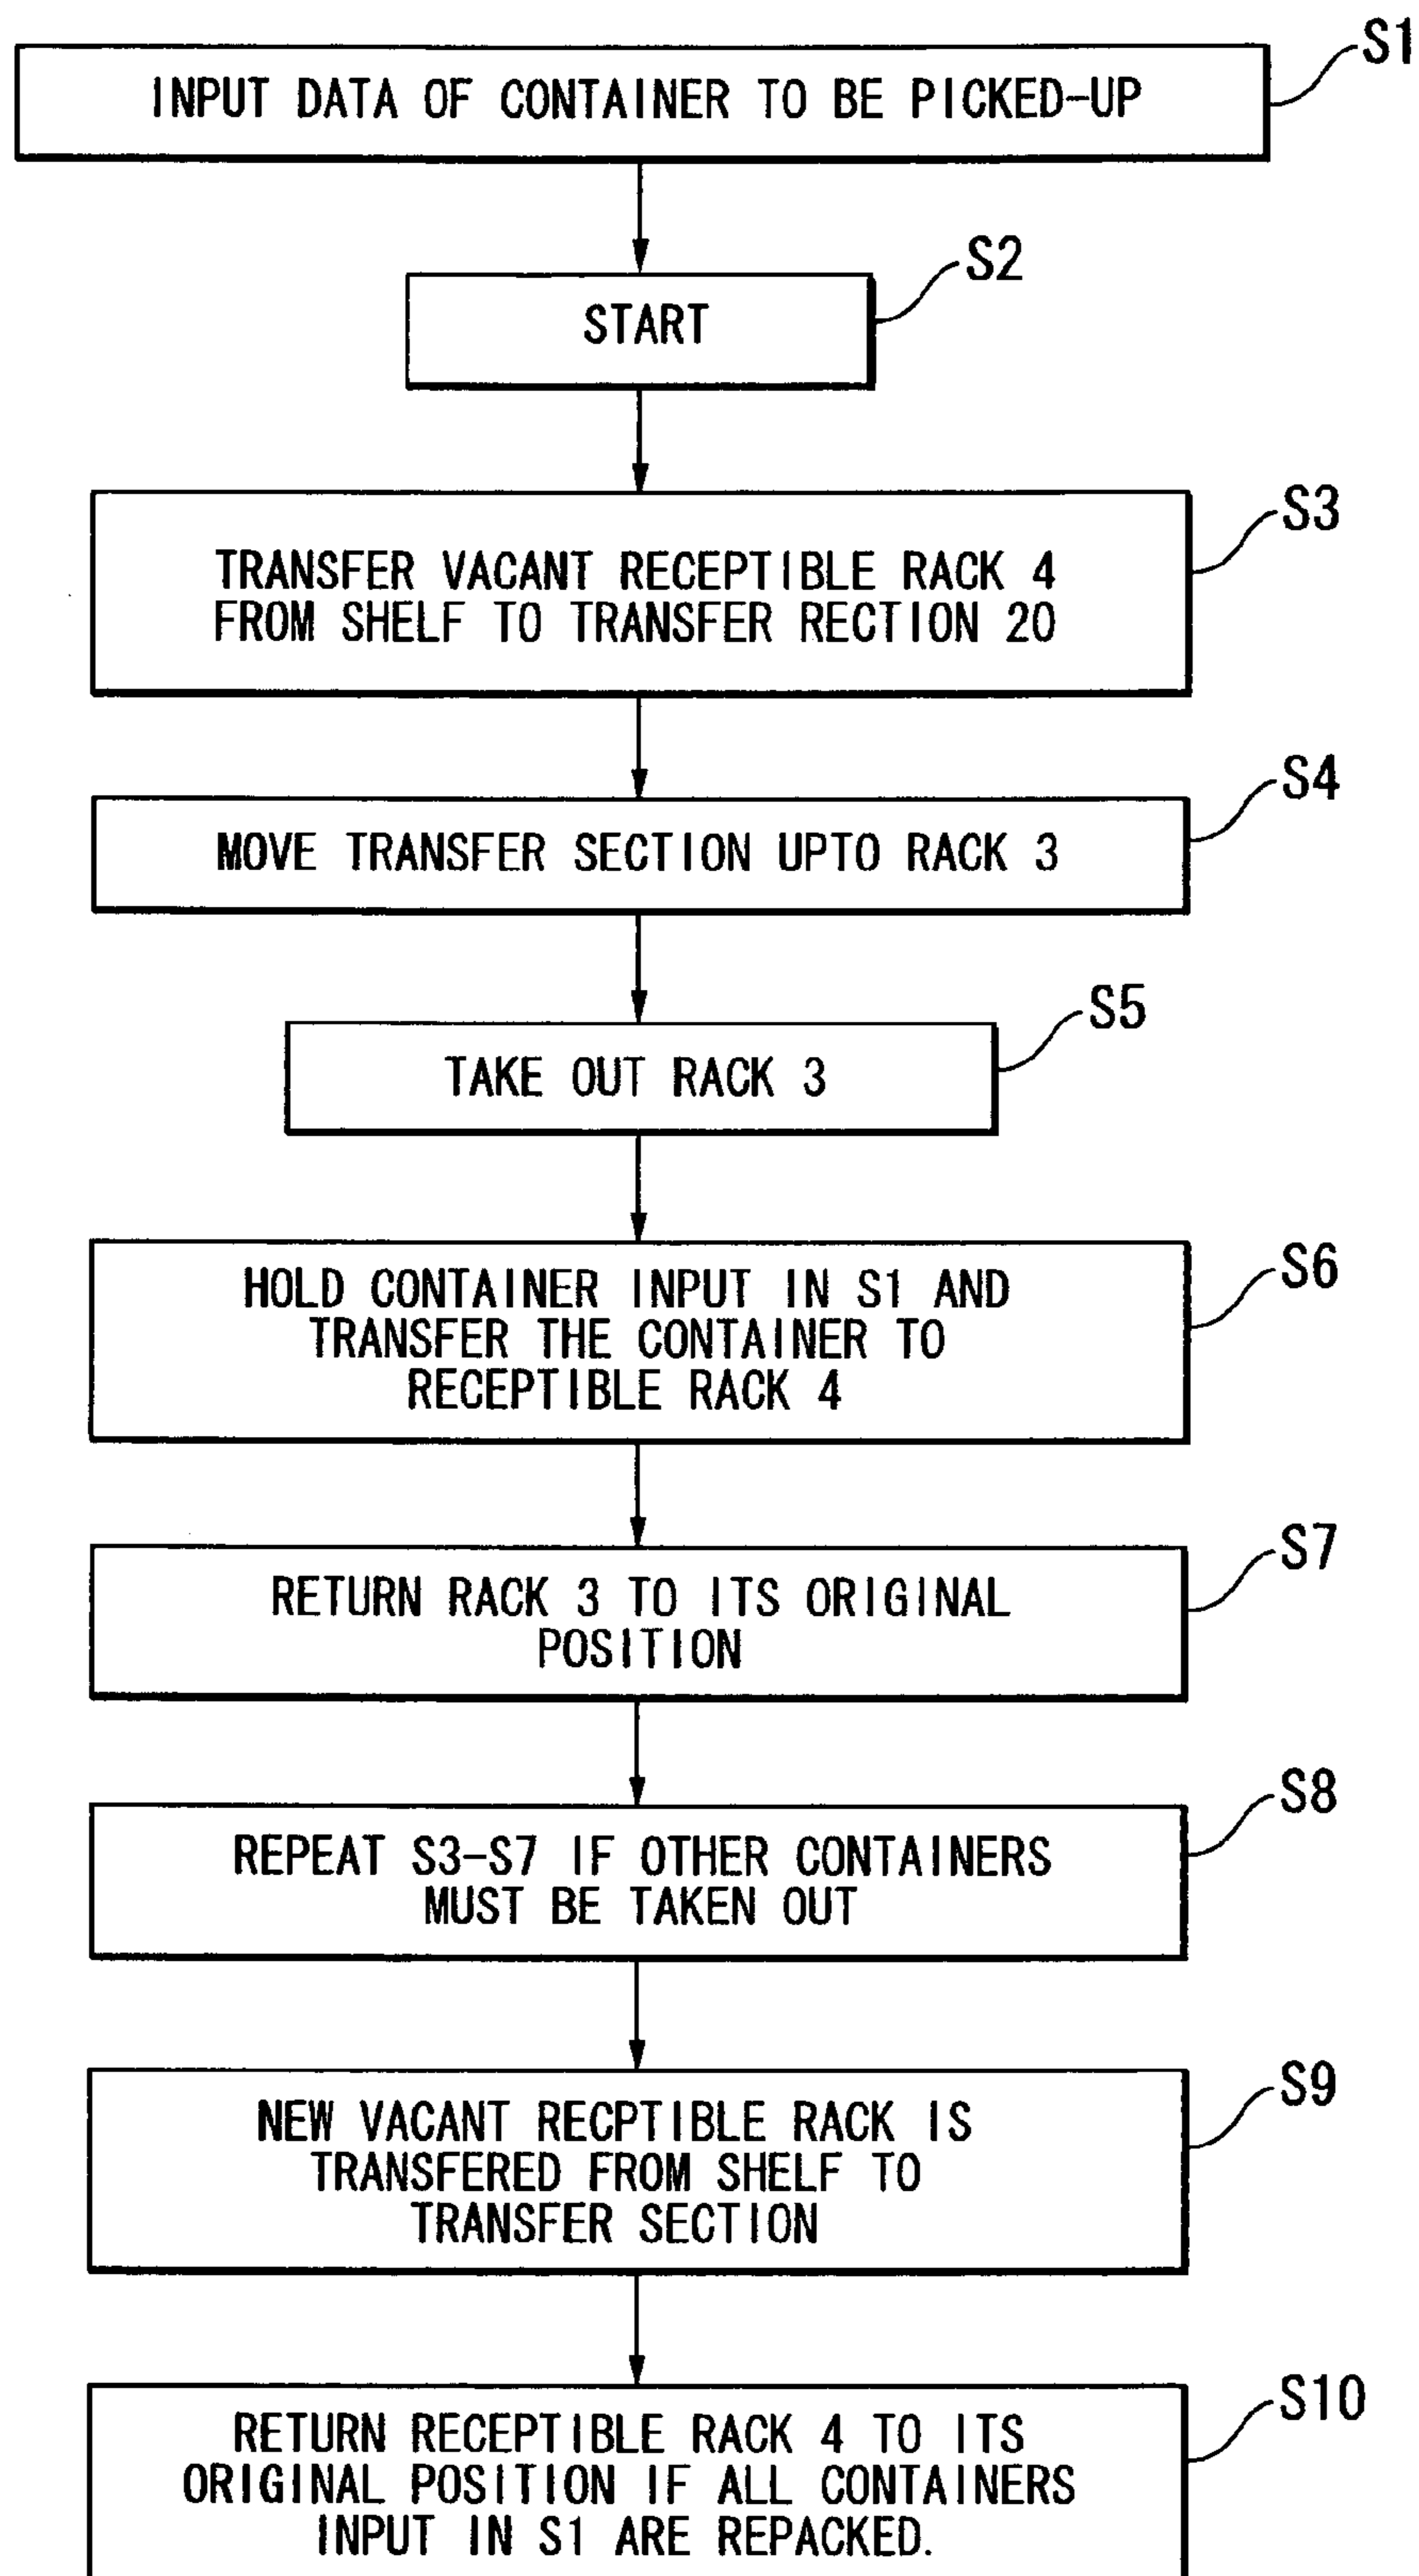 S1
INPUT DATA OF CONTAINER TO BE PICKED-UP
S2
START
S3
TRANSFER VACANT RECEPTIBLE RACK 4
FROM SHELF TO TRANSFER RECTION 20
S4
MOVE TRANSFER SECTION UPTO RACK 3
S5
TAKE OUT RACK 3
S6
HOLD CONTAINER INPUT IN S1 AND
TRANSFER THE CONTAINER TO
RECEPTIBLE RACK 4
S7
RETURN RACK 3 TO ITS ORIGINAL
POSITION
S8
REPEAT S3-S7 IF OTHER CONTAINERS
MUST BE TAKEN OUT
S9
NEW VACANT RECPTIBLE RACK IS
TRANSFERED FROM SHELF TO
TRANSFER SECTION
S10
RETURN RECEPTIBLE RACK 4 TO ITS
ORIGINAL POSITION IF ALL CONTAINERS
INPUT IN S1 ARE REPACKED.